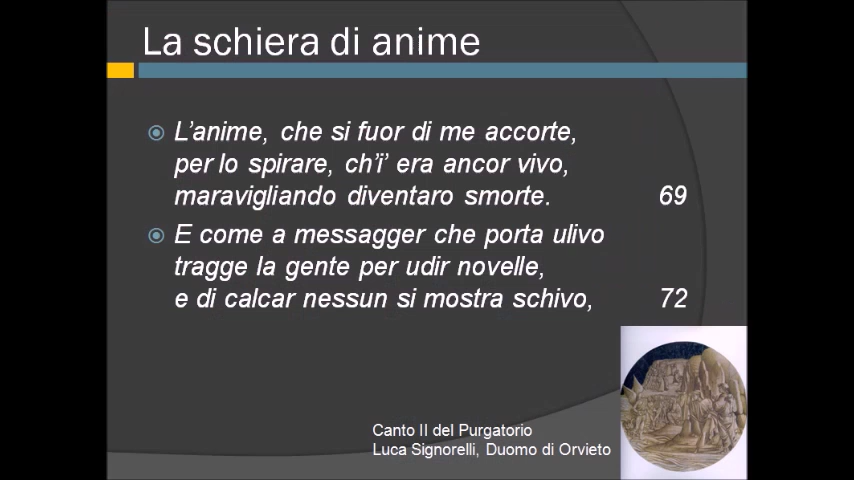 La schiera di anime
L’anime, che si fuor di me accorte,
per lo spirare, ch’i’ era ancor vivo,
maravigliando diventaro smorte. 69
E come a messagger che porta ulivo
tragge la gente per udir novelle,
e di calcar nessun si mostra schivo, 72
Canto II del Purgatorio
Luca Signorelli, Duomo di Orvieto